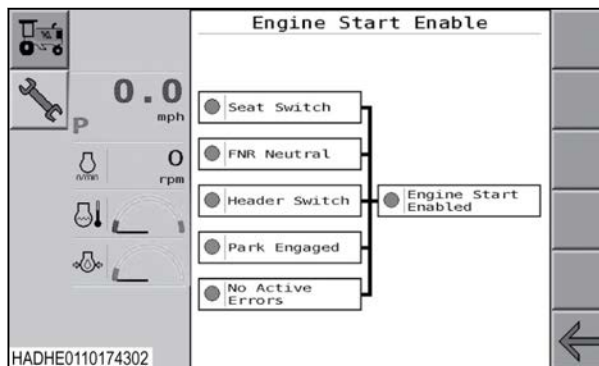 Engine Start Enable
0.0
mph
P
n/min
0
rpm
Seat Switch
FNR Neutral
Header Switch
Park Engaged
No Active
Errors
Engine Start
Enabled
HADHE0110174302